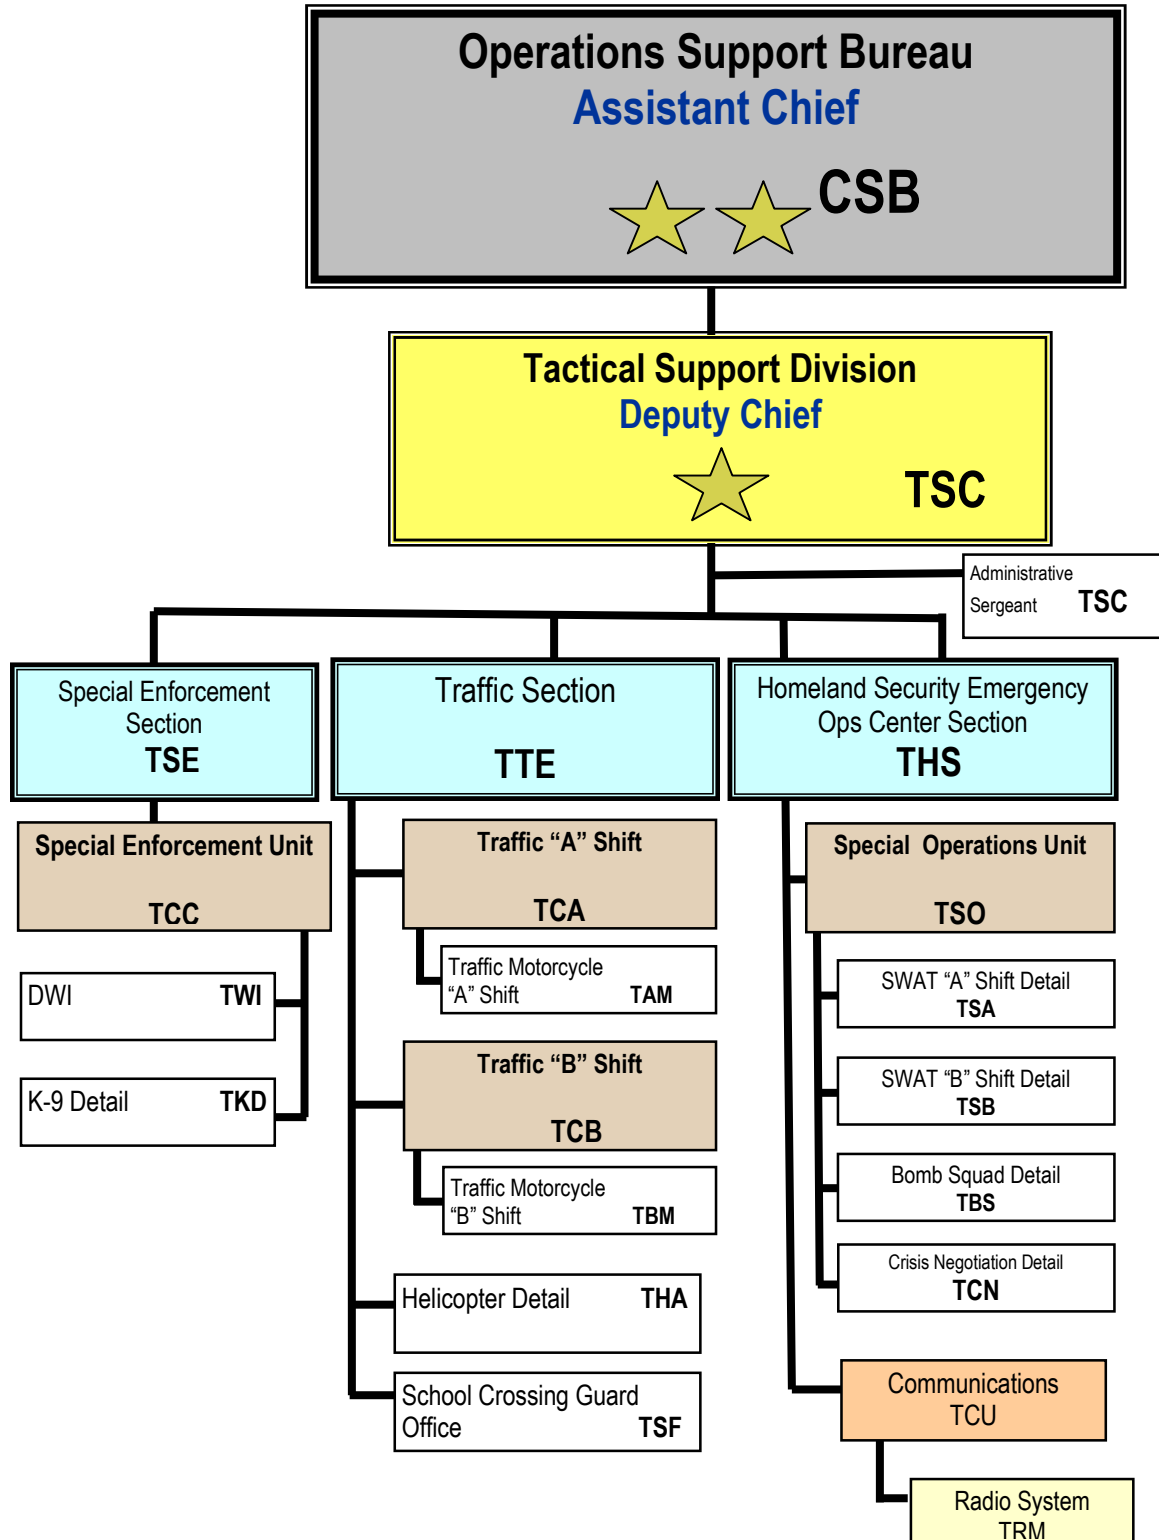 Operations Support Bureau
Assistant Chief
CSB
Tactical Support Division
Deputy Chief
TSC
Administrative
Sergeant TSC
Special Enforcement
Section
TSE
Traffic Section
TTE
Homeland Security Emergency
Ops Center Section
THS
Special Enforcement Unit
TCC
DWI TWI
K-9 Detail TKD
Traffic “A” Shift
TCA
Traffic Motorcycle
“A” Shift TAM
Traffic “B” Shift
TCB
Traffic Motorcycle
“B” Shift TBM
Helicopter Detail THA
School Crossing Guard
Office TSF
Special Operations Unit
TSO
SWAT “A” Shift Detail
TSA
SWAT “B” Shift Detail
TSB
Bomb Squad Detail
TBS
Crisis Negotiation Detail
TCN
Communications
TCU
Radio System
TRM